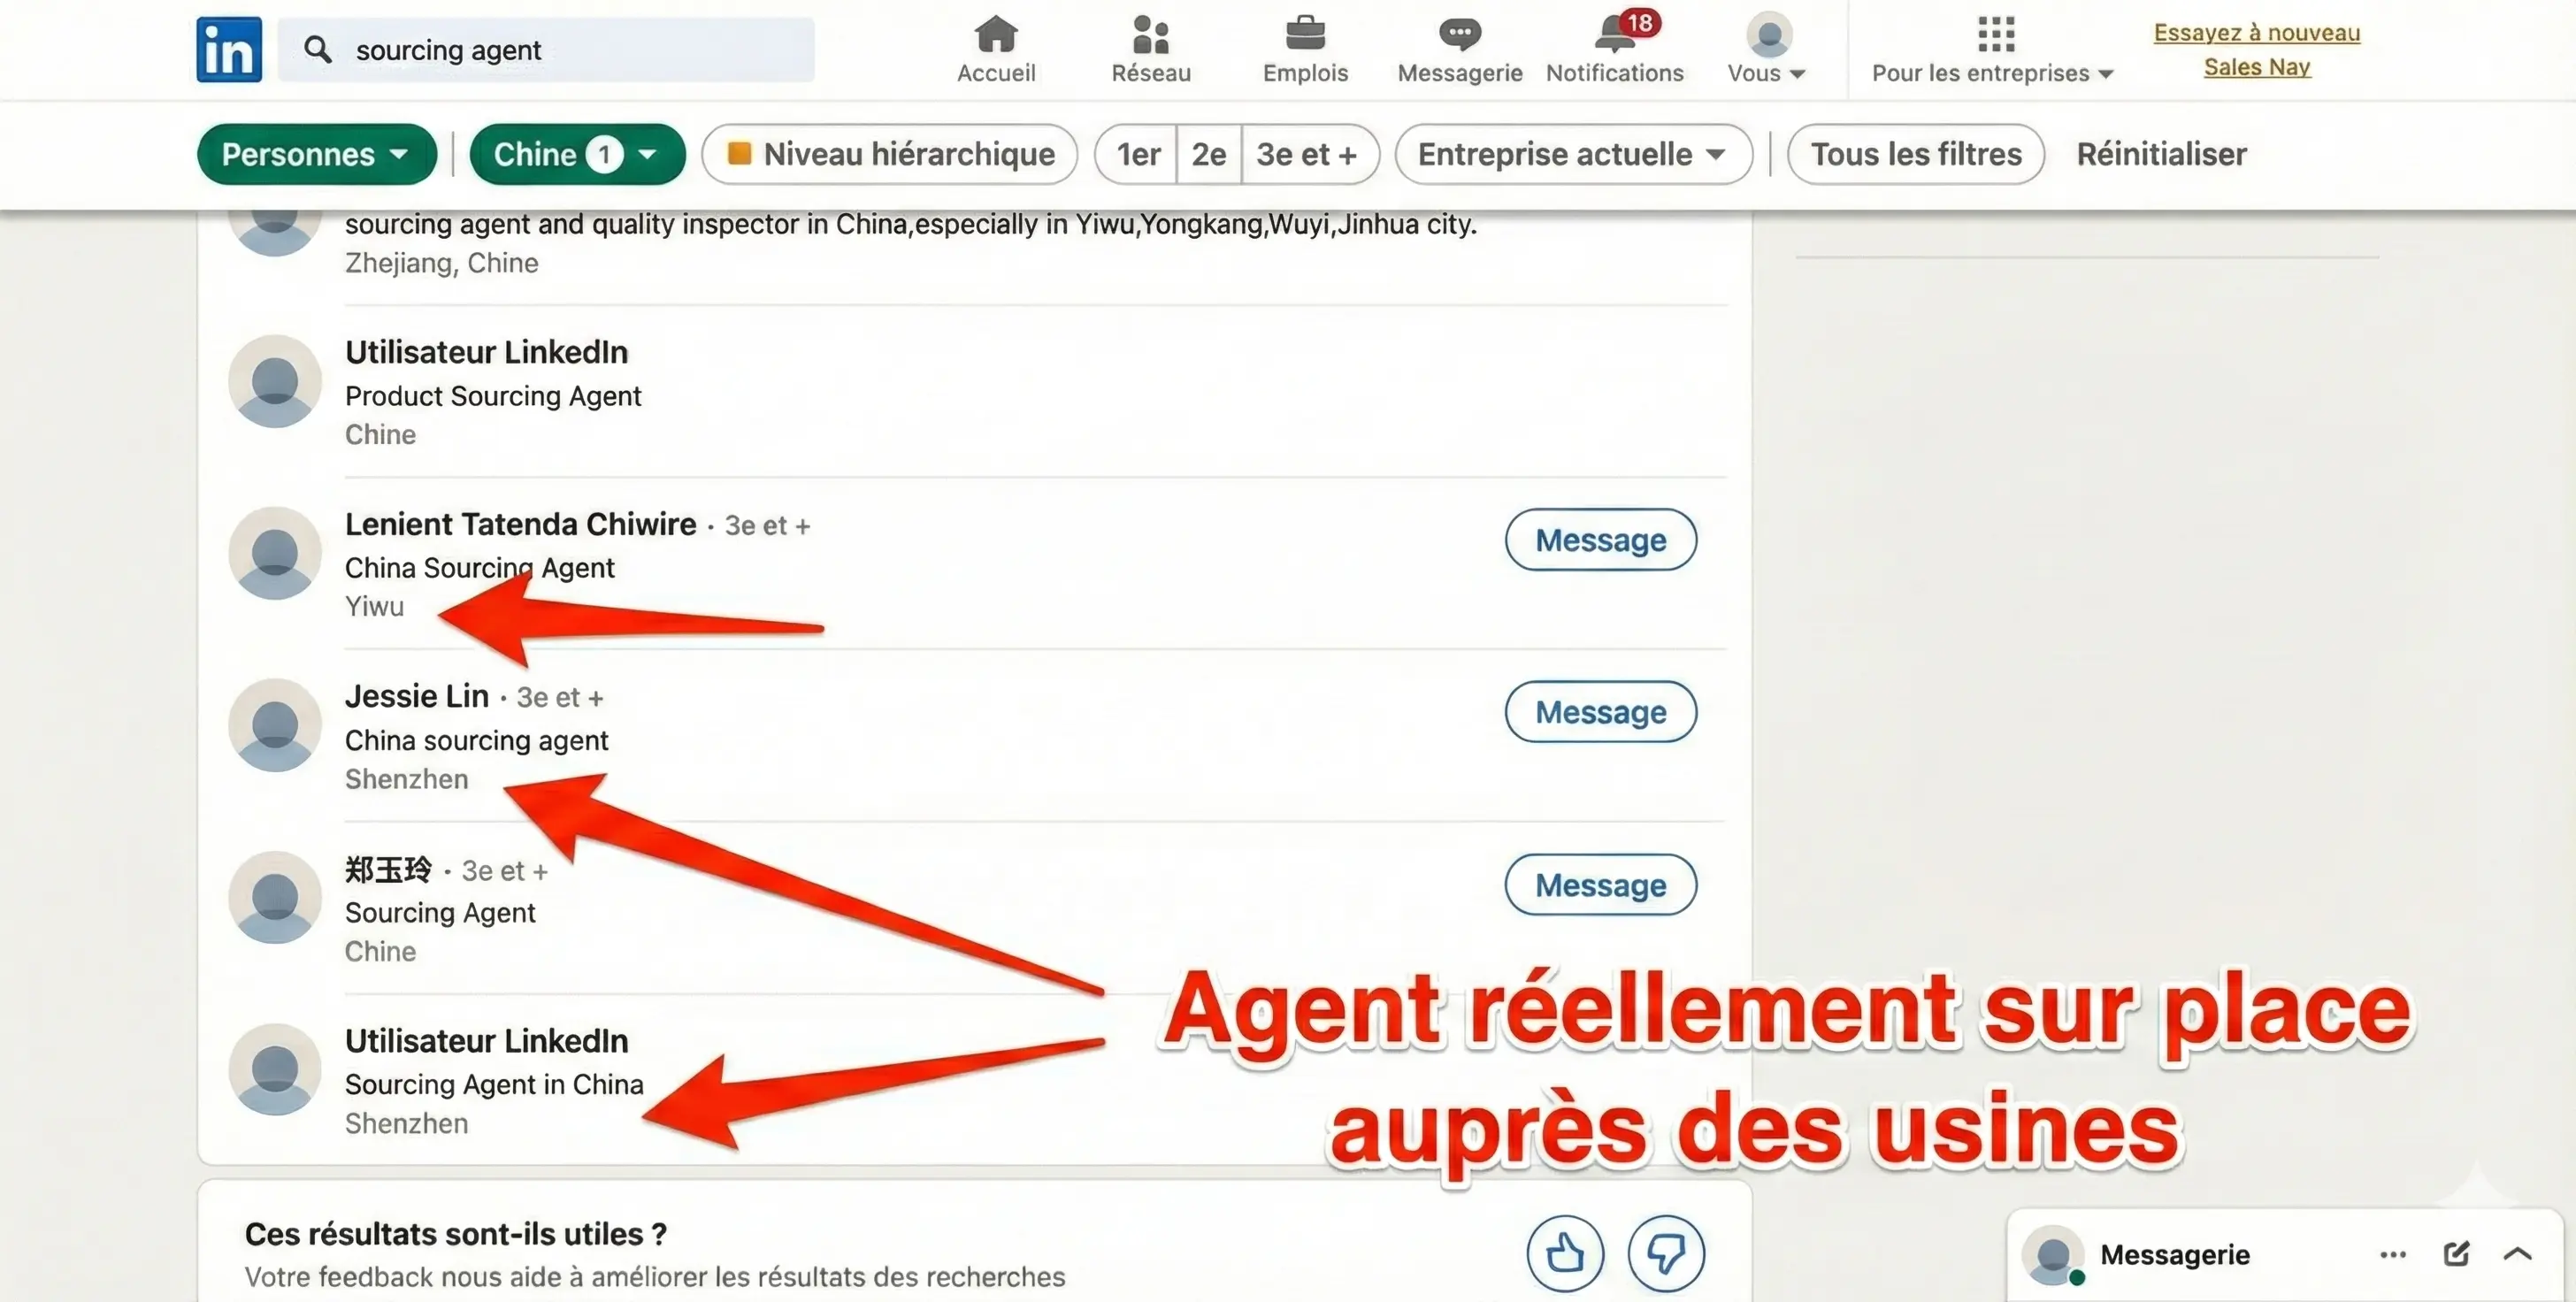 in
sourcing agent
Accueil
Réseau
Emplois
Messagerie
18
Notifications
Vous
Pour les entreprises
Essayez à nouveau
Sales Nay
Personnes
Chine 1
Niveau hiérarchique
1er
2e
3e et +
Entreprise actuelle
Tous les filtres
Réinitialiser
sourcing agent and quality inspector in China,especially in Yiwu,Yongkang,Wuyi,Jinhua city.
Zhejiang, Chine
Utilisateur LinkedIn
Product Sourcing Agent
Chine
Lenient Tatenda Chiwire · 3e et +
China Sourcing Agent
Yiwu
Message
Jessie Lin · 3e et +
China sourcing agent
Shenzhen
Message
郑玉玲 · 3e et +
Sourcing Agent
Chine
Message
Utilisateur LinkedIn
Sourcing Agent in China
Shenzhen
Agent réellement sur place
auprès des usines
Ces résultats sont-ils utiles ?
Votre feedback nous aide à améliorer les résultats des recherches
Messagerie